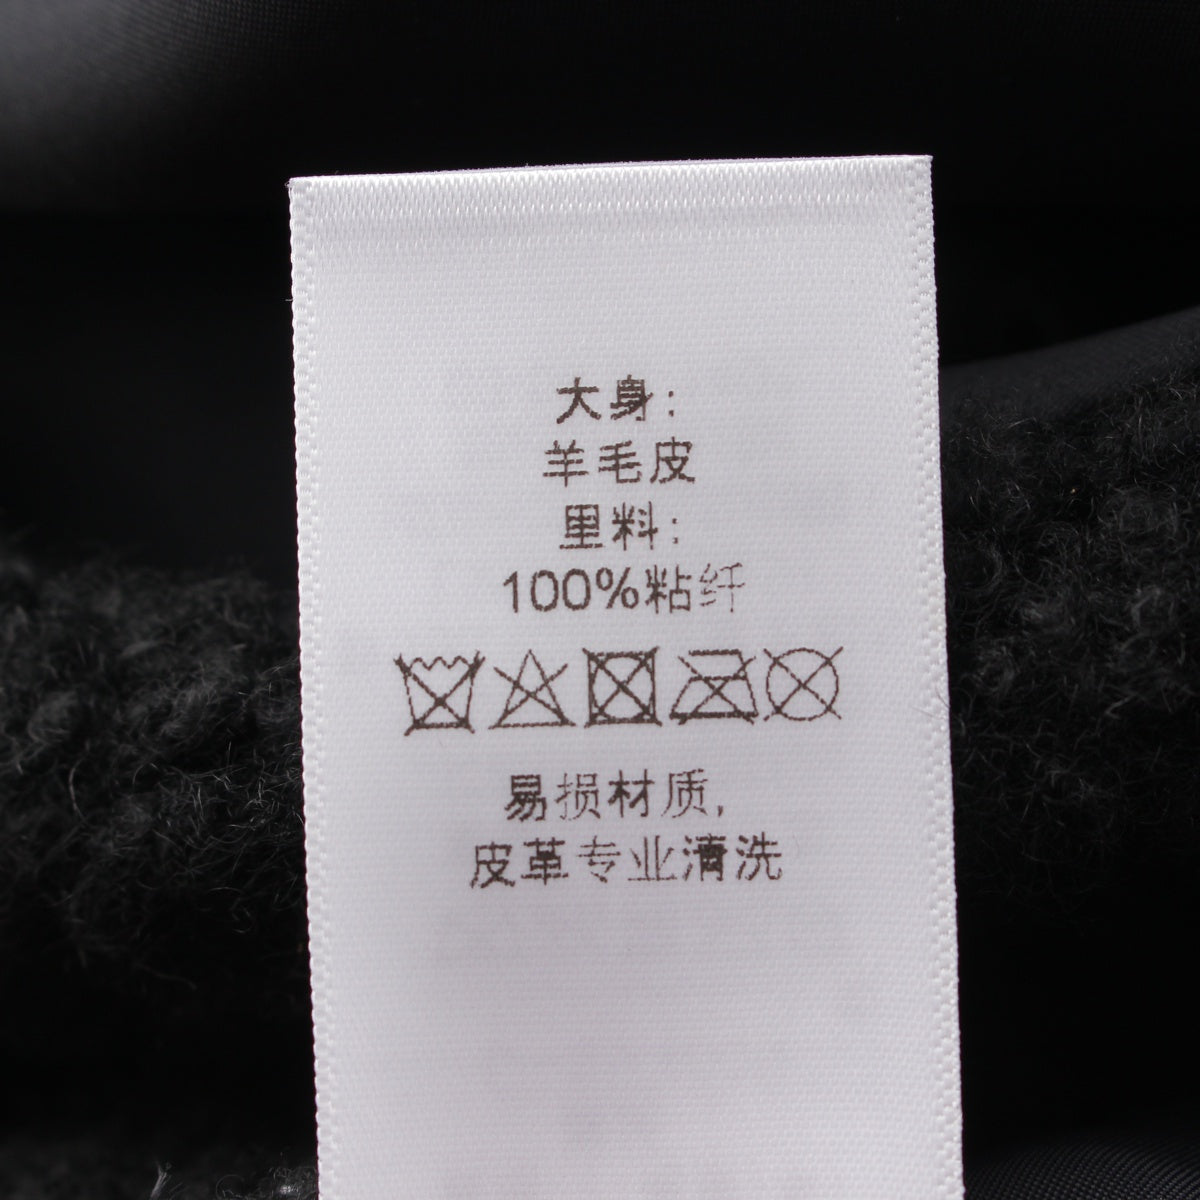 大身:
羊毛皮
里料:
100%粘纤
易损材质,
皮革专业清洗